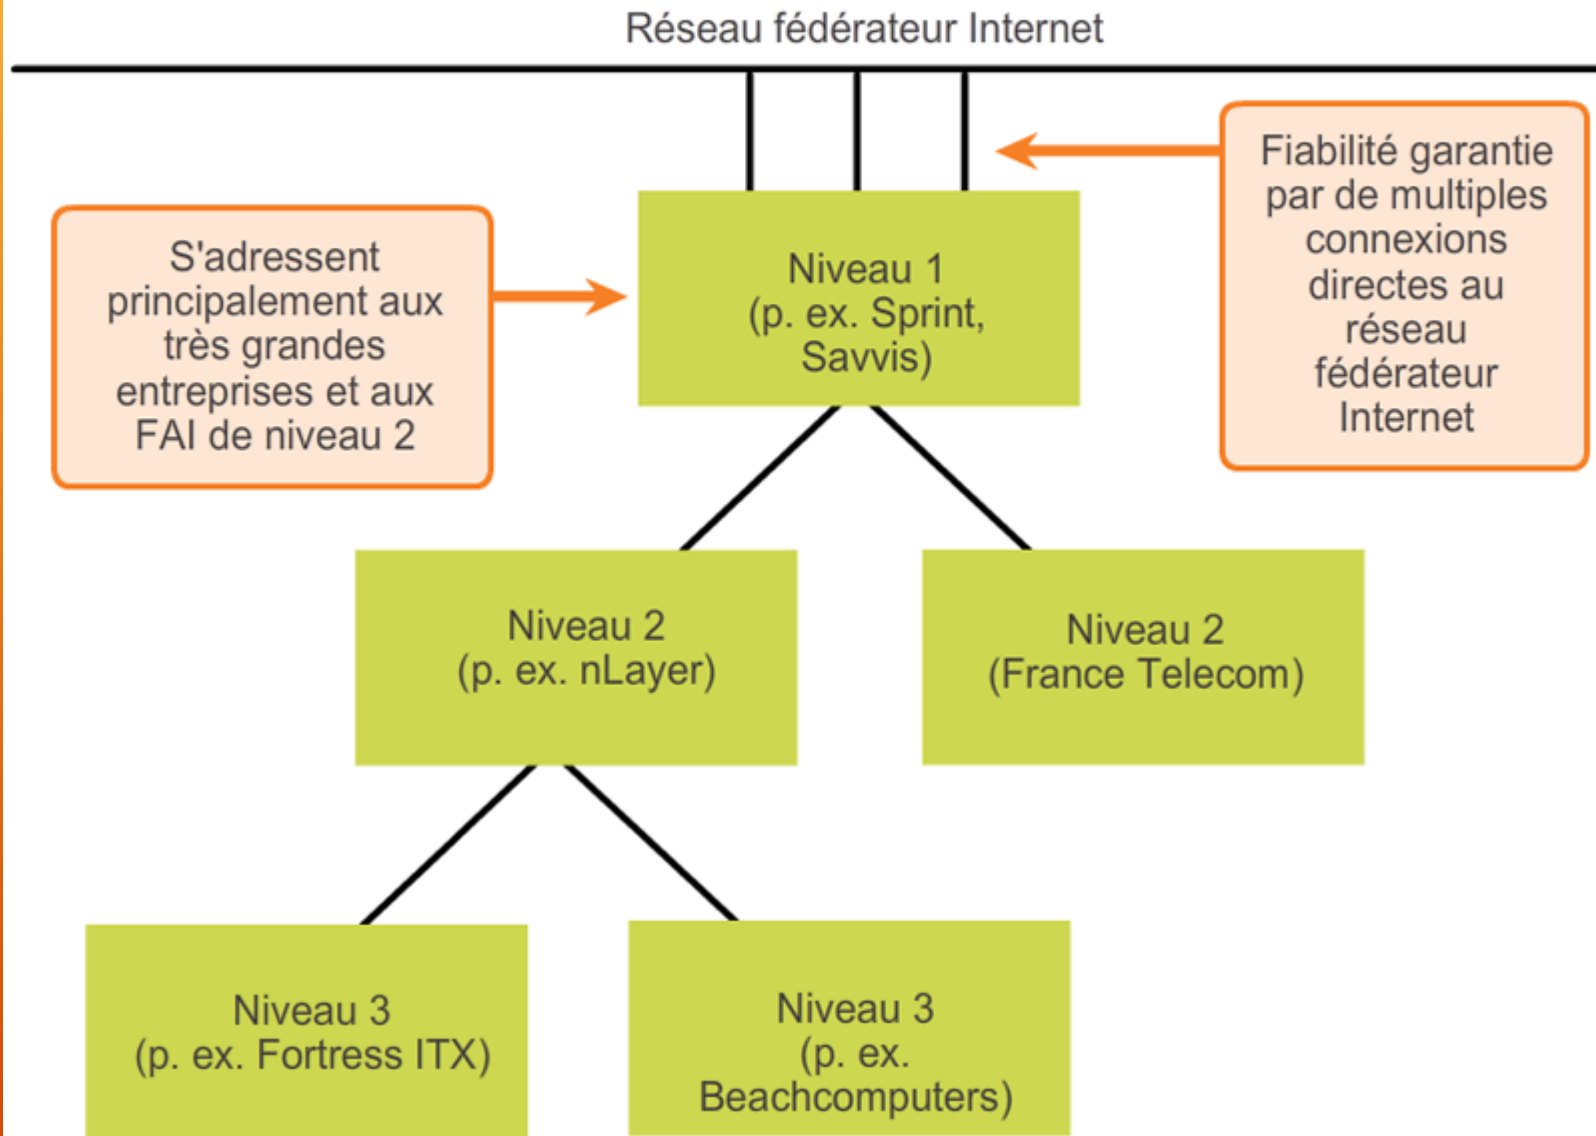 Réseau fédérateur Internet
Fiabilité garantie
par de multiples
connexions
directes au
réseau
fédérateur
Internet
S'adressent
principalement aux
très grandes
entreprises et aux
FAI de niveau 2
Niveau 1
(p. ex. Sprint,
Savvis)
Niveau 2
(p. ex. nLayer)
Niveau 2
(France Telecom)
Niveau 3
(p. ex. Fortress ITX)
Niveau 3
(p. ex.
Beachcomputers)